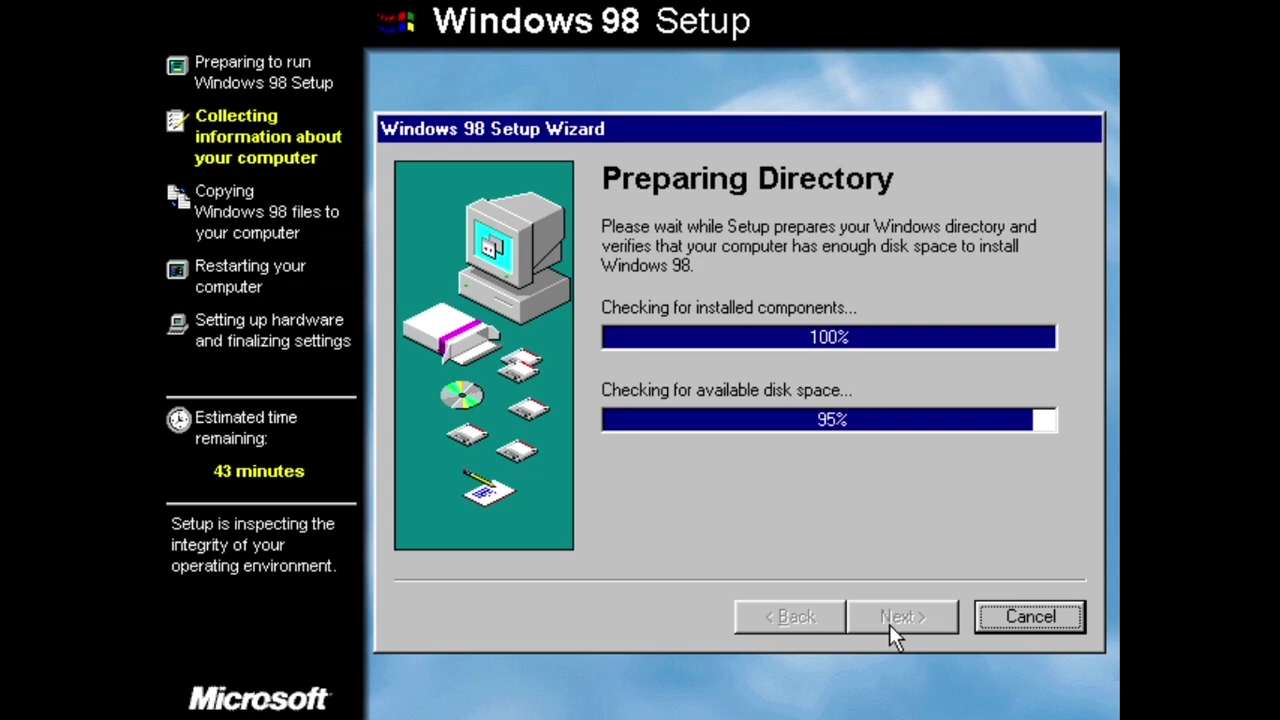 Windows 98 Setup
Preparing to run
Windows 98 Setup
Collecting
information about
your computer
Copying
Windows 98 files to
your computer
Restarting your
computer
Setting up hardware
and finalizing settings
Estimated time
remaining:
43 minutes
Setup is inspecting the
integrity of your
operating environment.
Microsoft
Windows 98 Setup Wizard
Preparing Directory
Please wait while Setup prepares your Windows directory and
verifies that your computer has enough disk space to install
Windows 98.
Checking for installed components...
100%
Checking for available disk space...
95%
< Back
Next >
Cancel